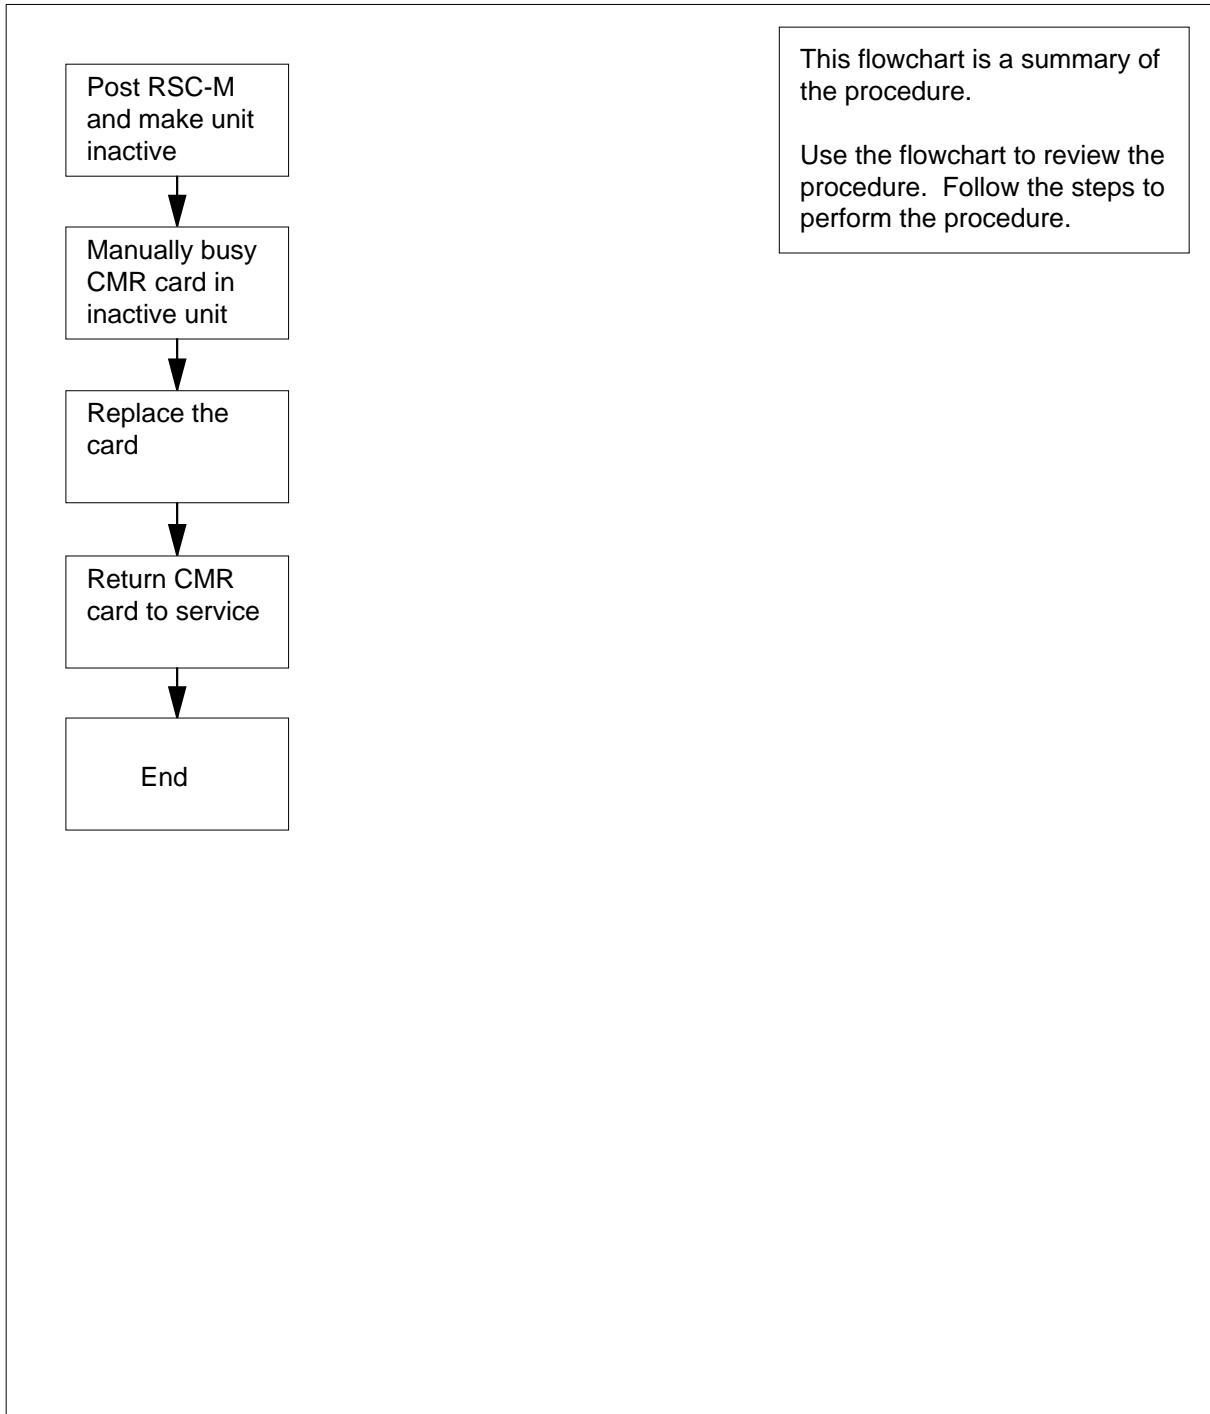 Post RSC-M
and make unit
inactive
Manually busy
CMR card in
inactive unit
Replace the
card
Return CMR
card to service
End
This flowchart is a summary of
the procedure.
Use the flowchart to review the
procedure.  Follow the steps to
perform the procedure.